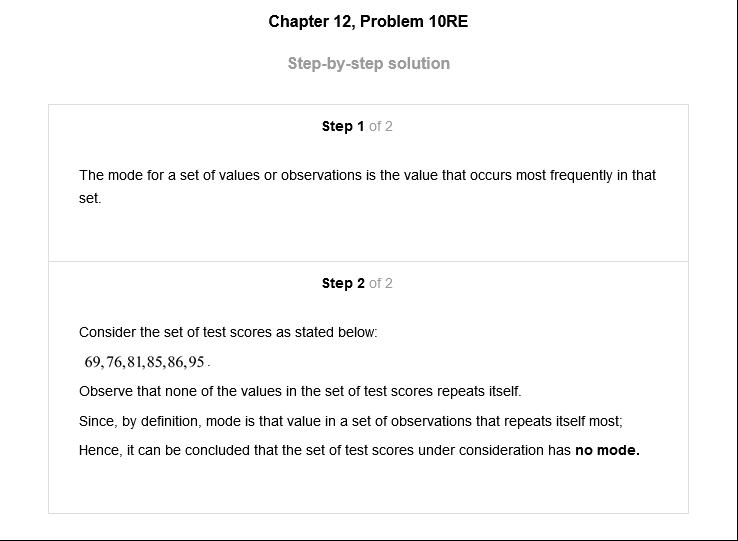 Chapter 12, Problem 10RE
Step-by-step solution
Step 1 of 2
The mode for a set of values or observations is the value that occurs most frequently in that
set.
Step 2 of 2
Consider the set of test scores as stated below:
69,76,81,85,86,95.
Observe that none of the values in the set of test scores repeats itself.
Since, by definition, mode is that value in a set of observations that repeats itself most;
Hence, it can be concluded that the set of test scores under consideration has no mode.